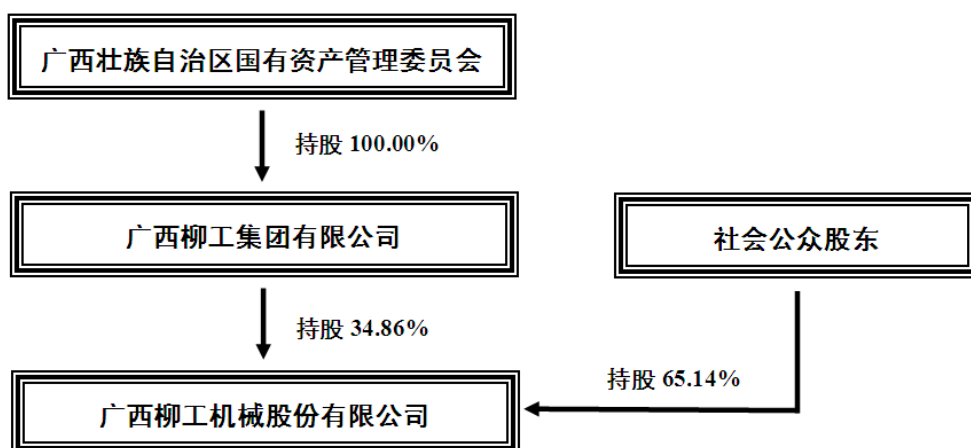 广西壮族自治区国有资产管理委员会
持股 100.00%
广西柳工集团有限公司
社会公众股东
持股 34.86%
持股 65.14%
广西柳工机械股份有限公司